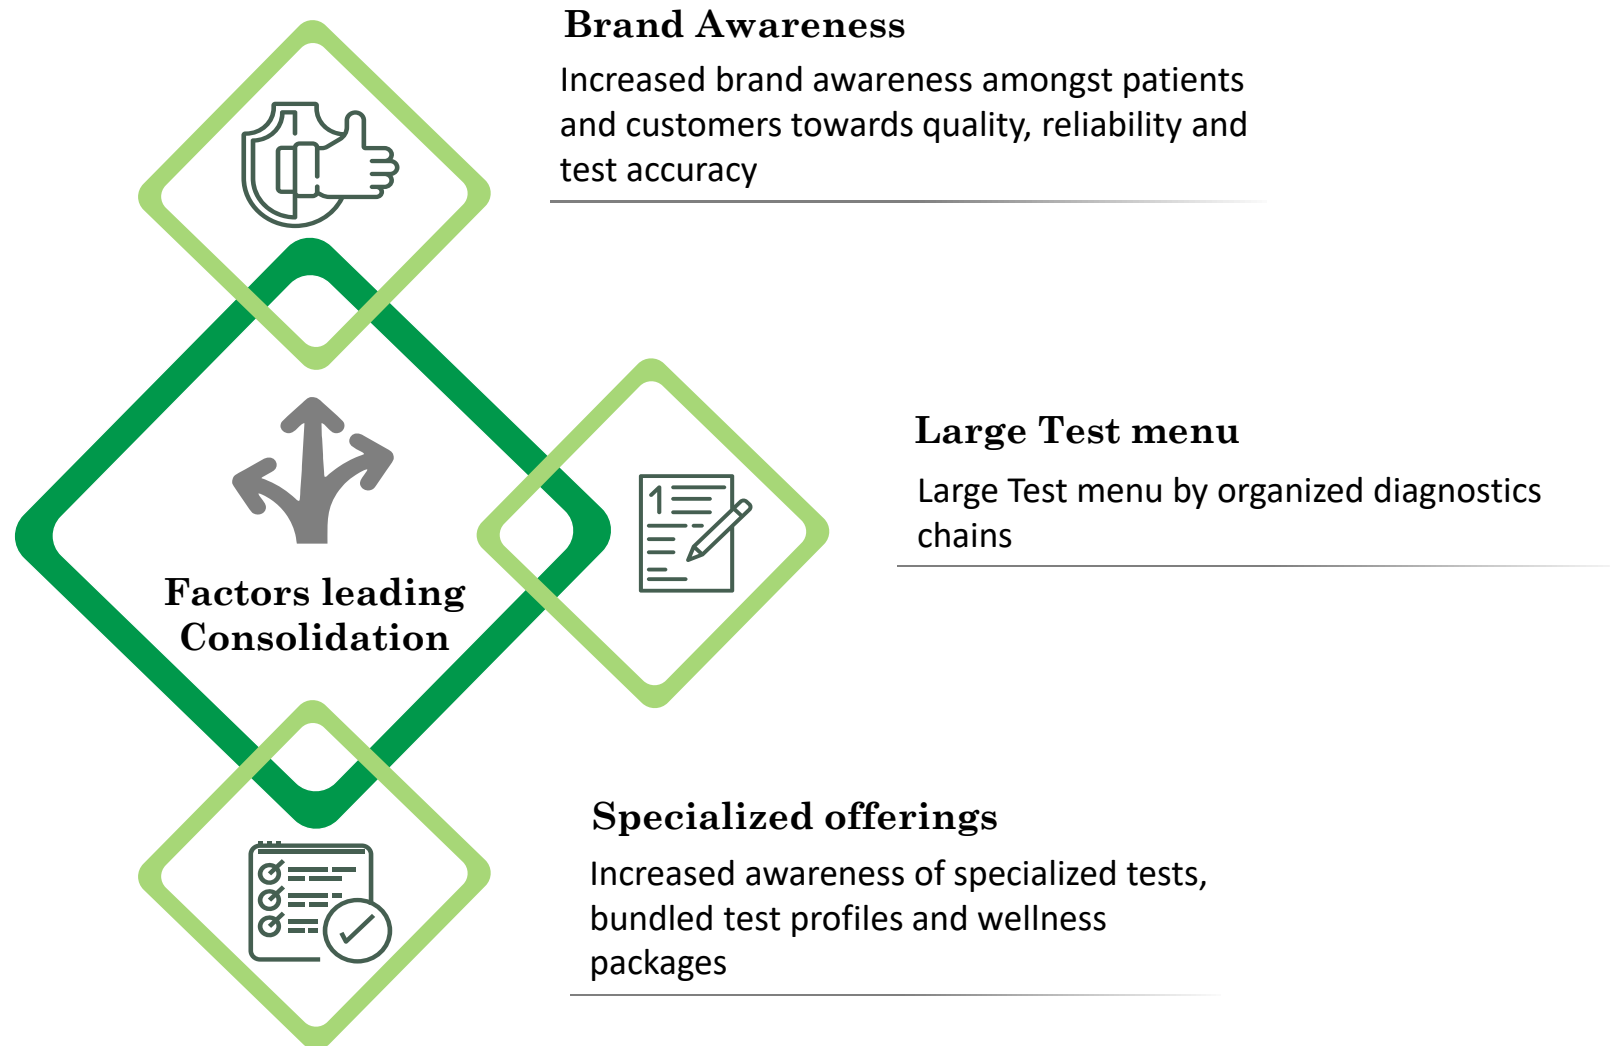 Brand Awareness
Increased brand awareness amongst patients
and customers towards quality, reliability and
test accuracy
Factors leading
Consolidation
1
Large Test menu
Large Test menu by organized diagnostics
chains
Specialized offerings
Increased awareness of specialized tests,
bundled test profiles and wellness
packages